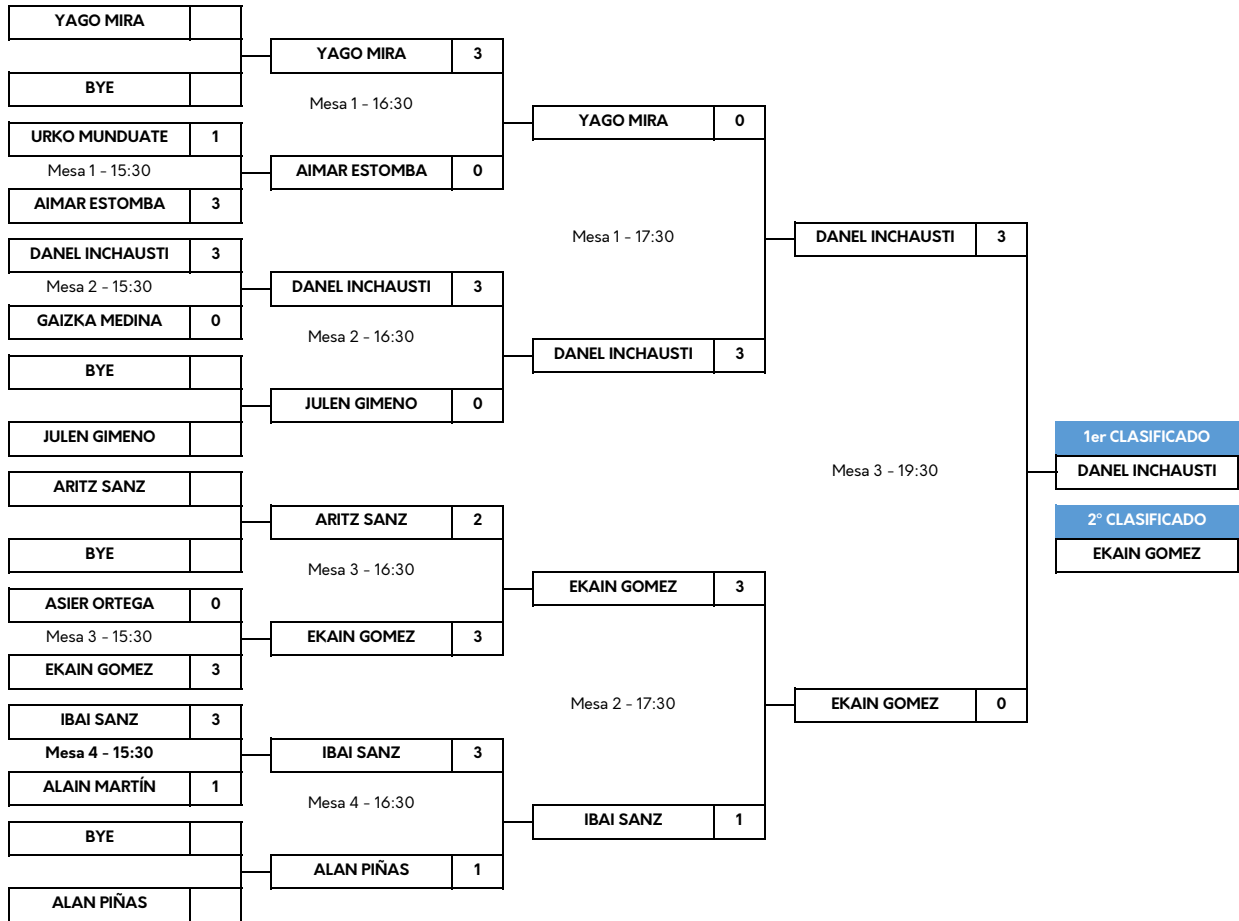 YAGO MIRA
BYE
URKO MUNDUATE 1
Mesa 1 - 15:30
AIMAR ESTOMBA 3
DANEL INCHAUSTI 3
Mesa 2 - 15:30
GAIZKA MEDINA 0
BYE
JULEN GIMENO
ARITZ SANZ
BYE
ASIER ORTEGA 0
Mesa 3 - 15:30
EKAIN GOMEZ 3
IBAI SANZ 3
Mesa 4 - 15:30
ALAIN MARTÍN 1
BYE
ALAN PIÑAS
YAGO MIRA 3
Mesa 1 - 16:30
AIMAR ESTOMBA 0
DANEL INCHAUSTI 3
Mesa 2 - 16:30
JULEN GIMENO 0
ARITZ SANZ 2
Mesa 3 - 16:30
EKAIN GOMEZ 3
IBAI SANZ 3
Mesa 4 - 16:30
ALAN PIÑAS 1
YAGO MIRA 0
Mesa 1 - 17:30
DANEL INCHAUSTI 3
EKAIN GOMEZ 3
Mesa 2 - 17:30
IBAI SANZ 1
DANEL INCHAUSTI 3
Mesa 3 - 19:30
EKAIN GOMEZ 0
1er CLASIFICADO
DANEL INCHAUSTI
2º CLASIFICADO
EKAIN GOMEZ